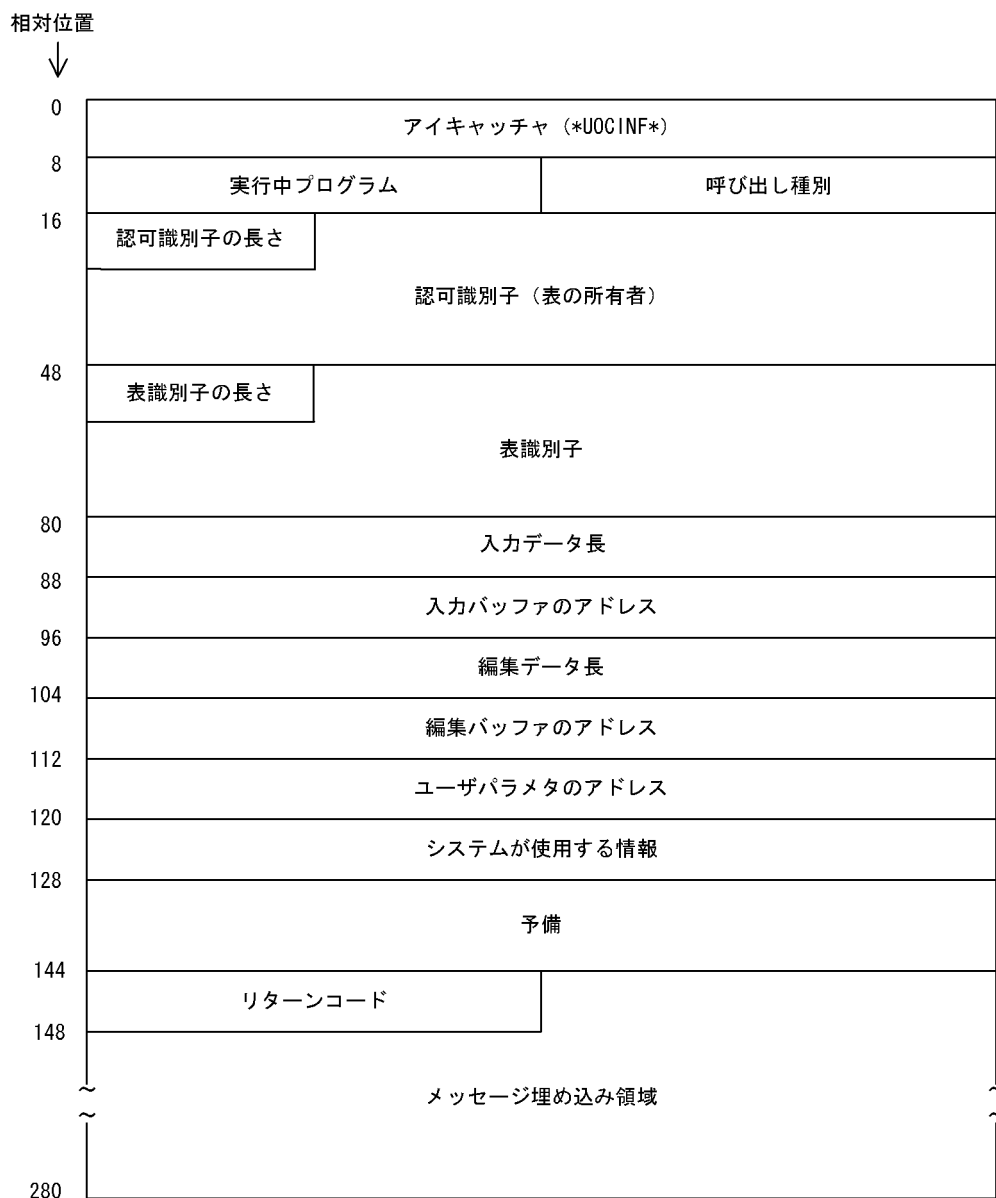 相対位置
0
アイキャッチャ（*UOCINF*）
8
実行中プログラム
呼び出し種別
16
認可識別子の長さ
認可識別子（表の所有者）
48
表識別子の長さ
表識別子
80
入力データ長
88
入力バッファのアドレス
96
編集データ長
104
編集バッファのアドレス
112
ユーザパラメタのアドレス
120
システムが使用する情報
128
予備
144
リターンコード
148
メッセージ埋め込み領域
280